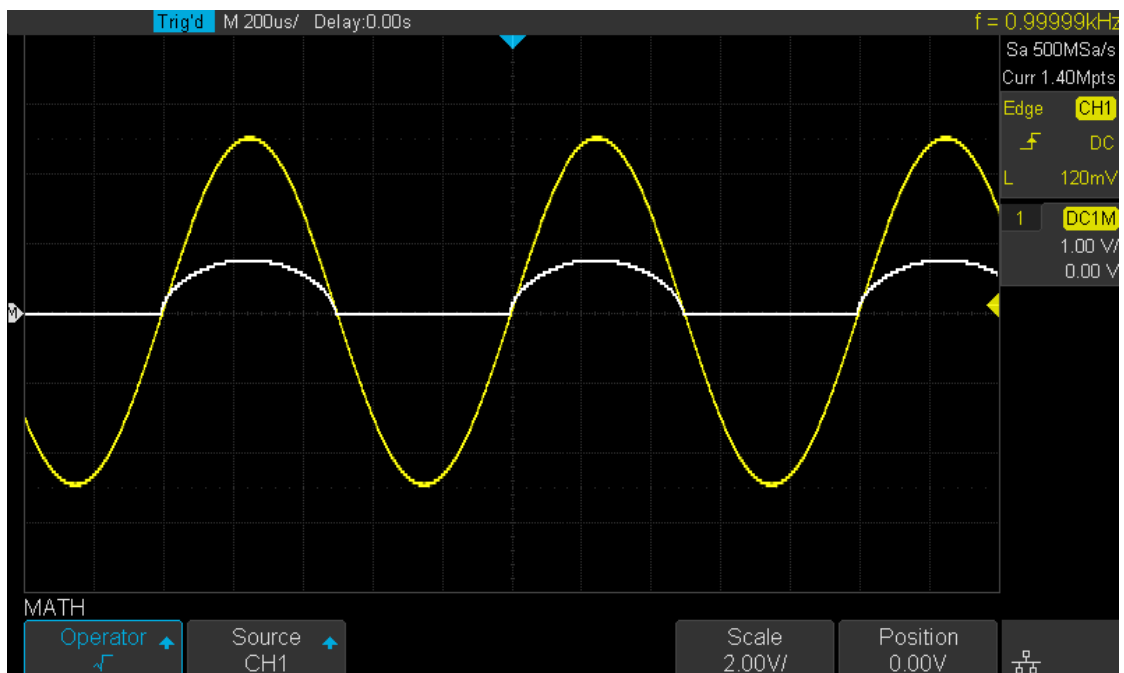 Trig'd M 200us/ Delay:0.00s f = 0.99999kHz
Sa 500MSa/s
Curr 1.40Mpts
Edge CH1
DC
L 120mV
1 DC1M
1.00 V/
0.00 V
M
MATH
Operator Source Scale Position
√ CH1 2.00V/ 0.00V